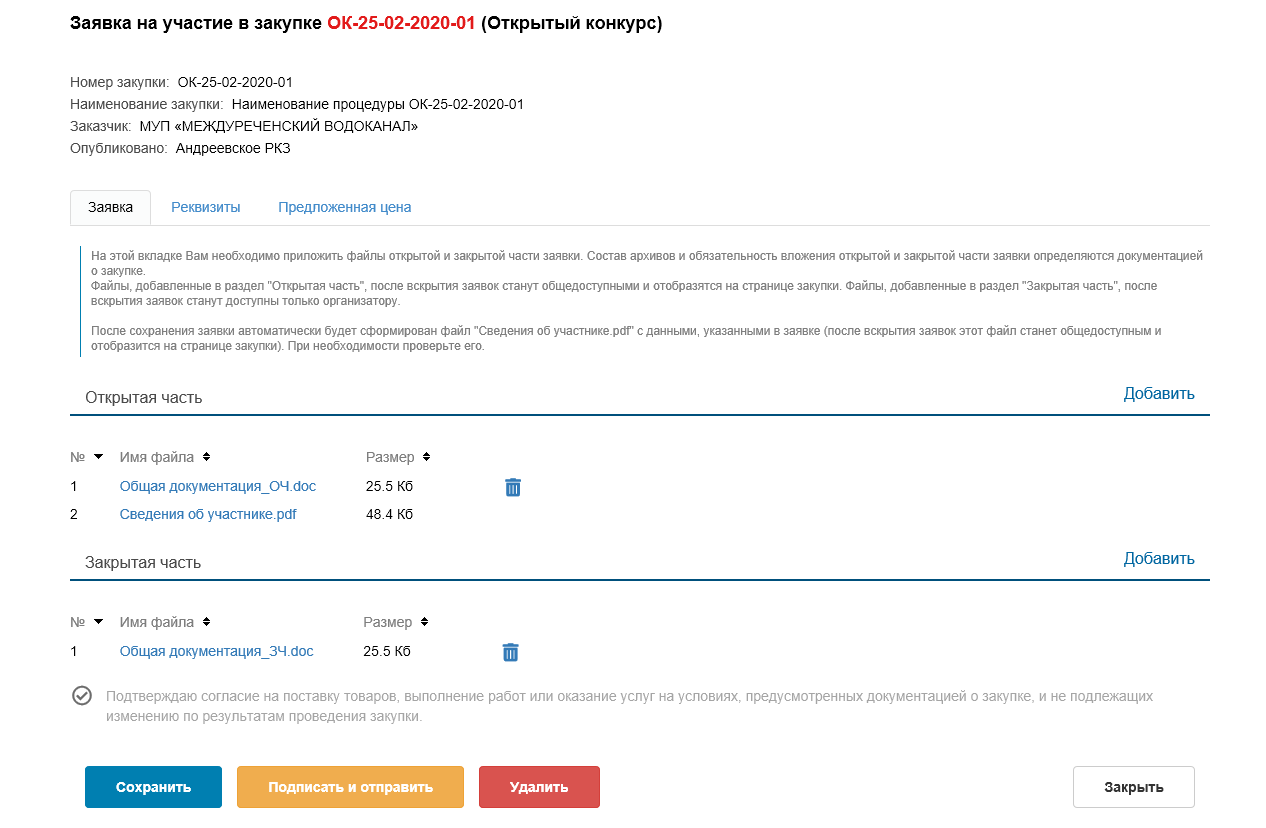 Заявка на участие в закупке ОК-25-02-2020-01 (Открытый конкурс)
Номер закупки: ОК-25-02-2020-01
Наименование закупки: Наименование процедуры ОК-25-02-2020-01
Заказчик: МУП «МЕЖДУРЕЧЕНСКИЙ ВОДОКАНАЛ»
Опубликовано: Андреевское РКЗ
Заявка Реквизиты Предложенная цена
На этой вкладке Вам необходимо приложить файлы открытой и закрытой части заявки. Состав архивов и обязательность вложения открытой и закрытой части заявки определяются документацией
о закупке.
Файлы, добавленные в раздел "Открытая часть", после вскрытия заявок станут общедоступными и отобразятся на странице закупки. Файлы, добавленные в раздел "Закрытая часть", после
вскрытия заявок станут доступны только организатору.
После сохранения заявки автоматически будет сформирован файл "Сведения об участнике.pdf" с данными, указанными в заявке (после вскрытия заявок этот файл станет общедоступным и
отобразится на странице закупки). При необходимости проверьте его.
Открытая часть Добавить
№ Имя файла Размер
1 Общая документация_ОЧ.doc 25.5 Кб
2 Сведения об участнике.pdf 48.4 Кб
Закрытая часть Добавить
№ Имя файла Размер
1 Общая документация_ЗЧ.doc 25.5 Кб
Подтверждаю согласие на поставку товаров, выполнение работ или оказание услуг на условиях, предусмотренных документацией о закупке, и не подлежащих
изменению по результатам проведения закупки.
Сохранить Подписать и отправить Удалить Закрыть